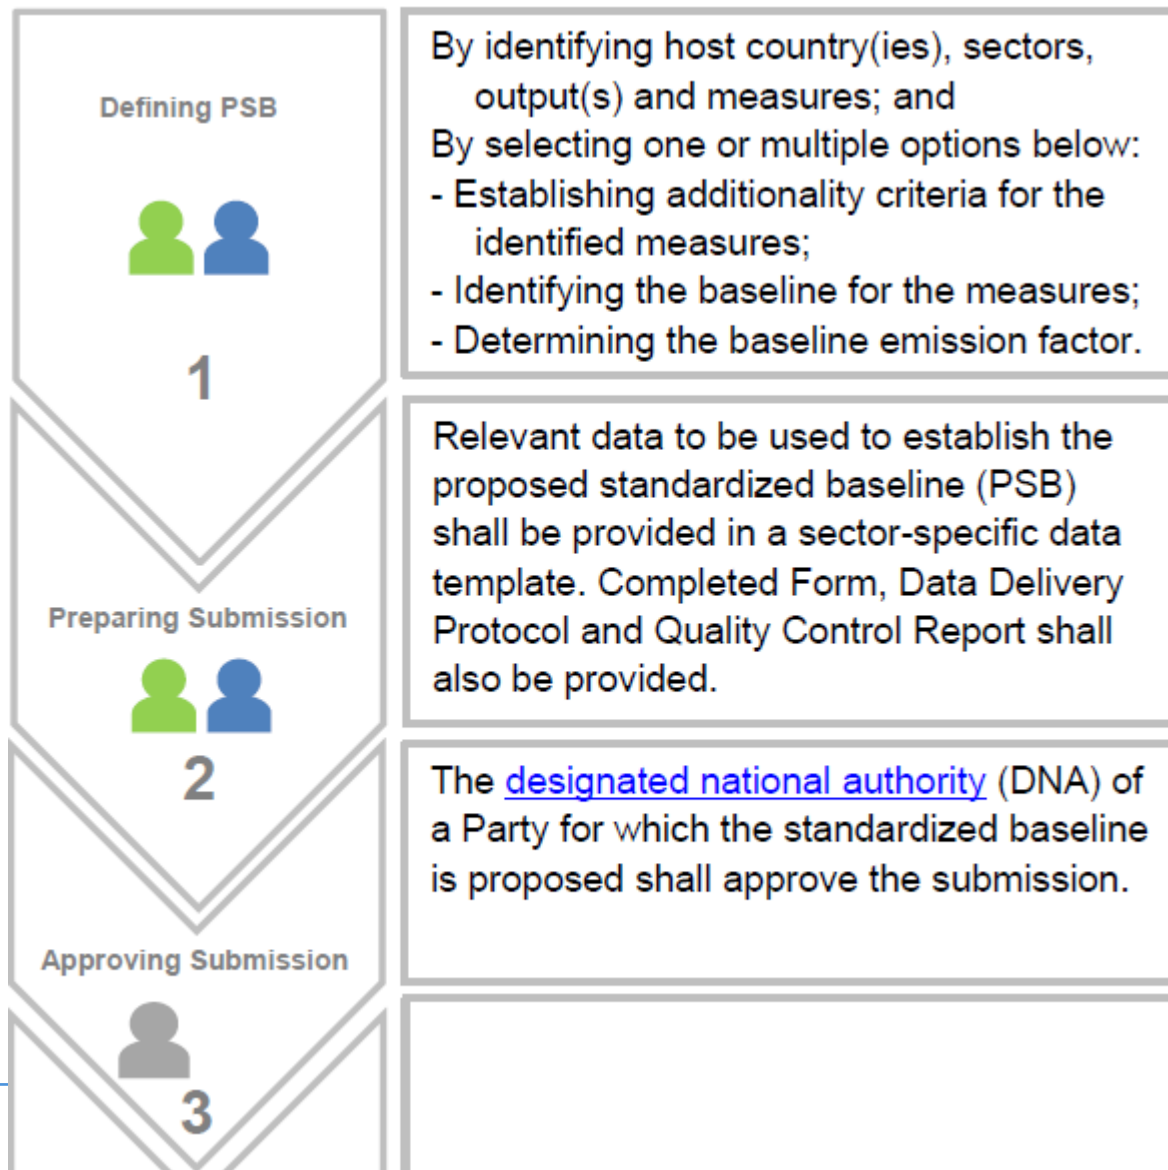 Defining PSB
1
By identifying host country(ies), sectors,
output(s) and measures; and
By selecting one or multiple options below:
- Establishing additionality criteria for the
identified measures;
- Identifying the baseline for the measures;
- Determining the baseline emission factor.
Preparing Submission
2
Relevant data to be used to establish the
proposed standardized baseline (PSB)
shall be provided in a sector-specific data
template. Completed Form, Data Delivery
Protocol and Quality Control Report shall
also be provided.
Approving Submission
3
The designated national authority (DNA) of
a Party for which the standardized baseline
is proposed shall approve the submission.